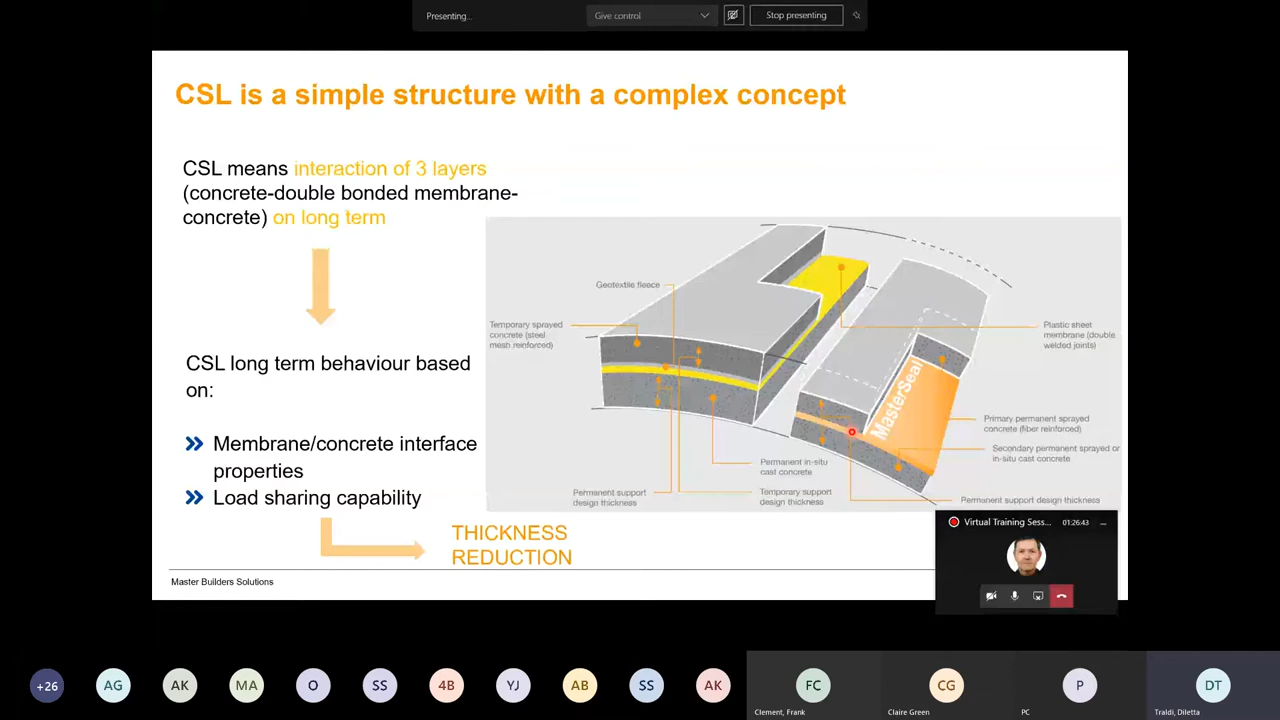 Presenting...
Give control
Stop presenting
CSL is a simple structure with a complex concept
CSL means interaction of 3 layers
(concrete-double bonded membrane-
concrete) on long term
CSL long term behaviour based
on:
Membrane/concrete interface
properties
Load sharing capability
THICKNESS
REDUCTION
Geotextile fleece
Temporary sprayed
concrete (steel
mesh reinforced)
Plastic sheet
membrane (double
welded joints)
MasterSeal
Primary permanent sprayed
concrete (fiber reinforced)
Secondary permanent sprayed or
in-situ cast concrete
Permanent in-situ
cast concrete
Permanent support
design thickness
Temporary support
design thickness
Permanent support design thickness
Master Builders Solutions
Virtual Training Sess...
01:26:43
+26
AG
AK
MA
O
SS
4B
YJ
AB
SS
AK
FC
Clement, Frank
CG
Claire Green
P
PC
DT
Traldi, Diletta